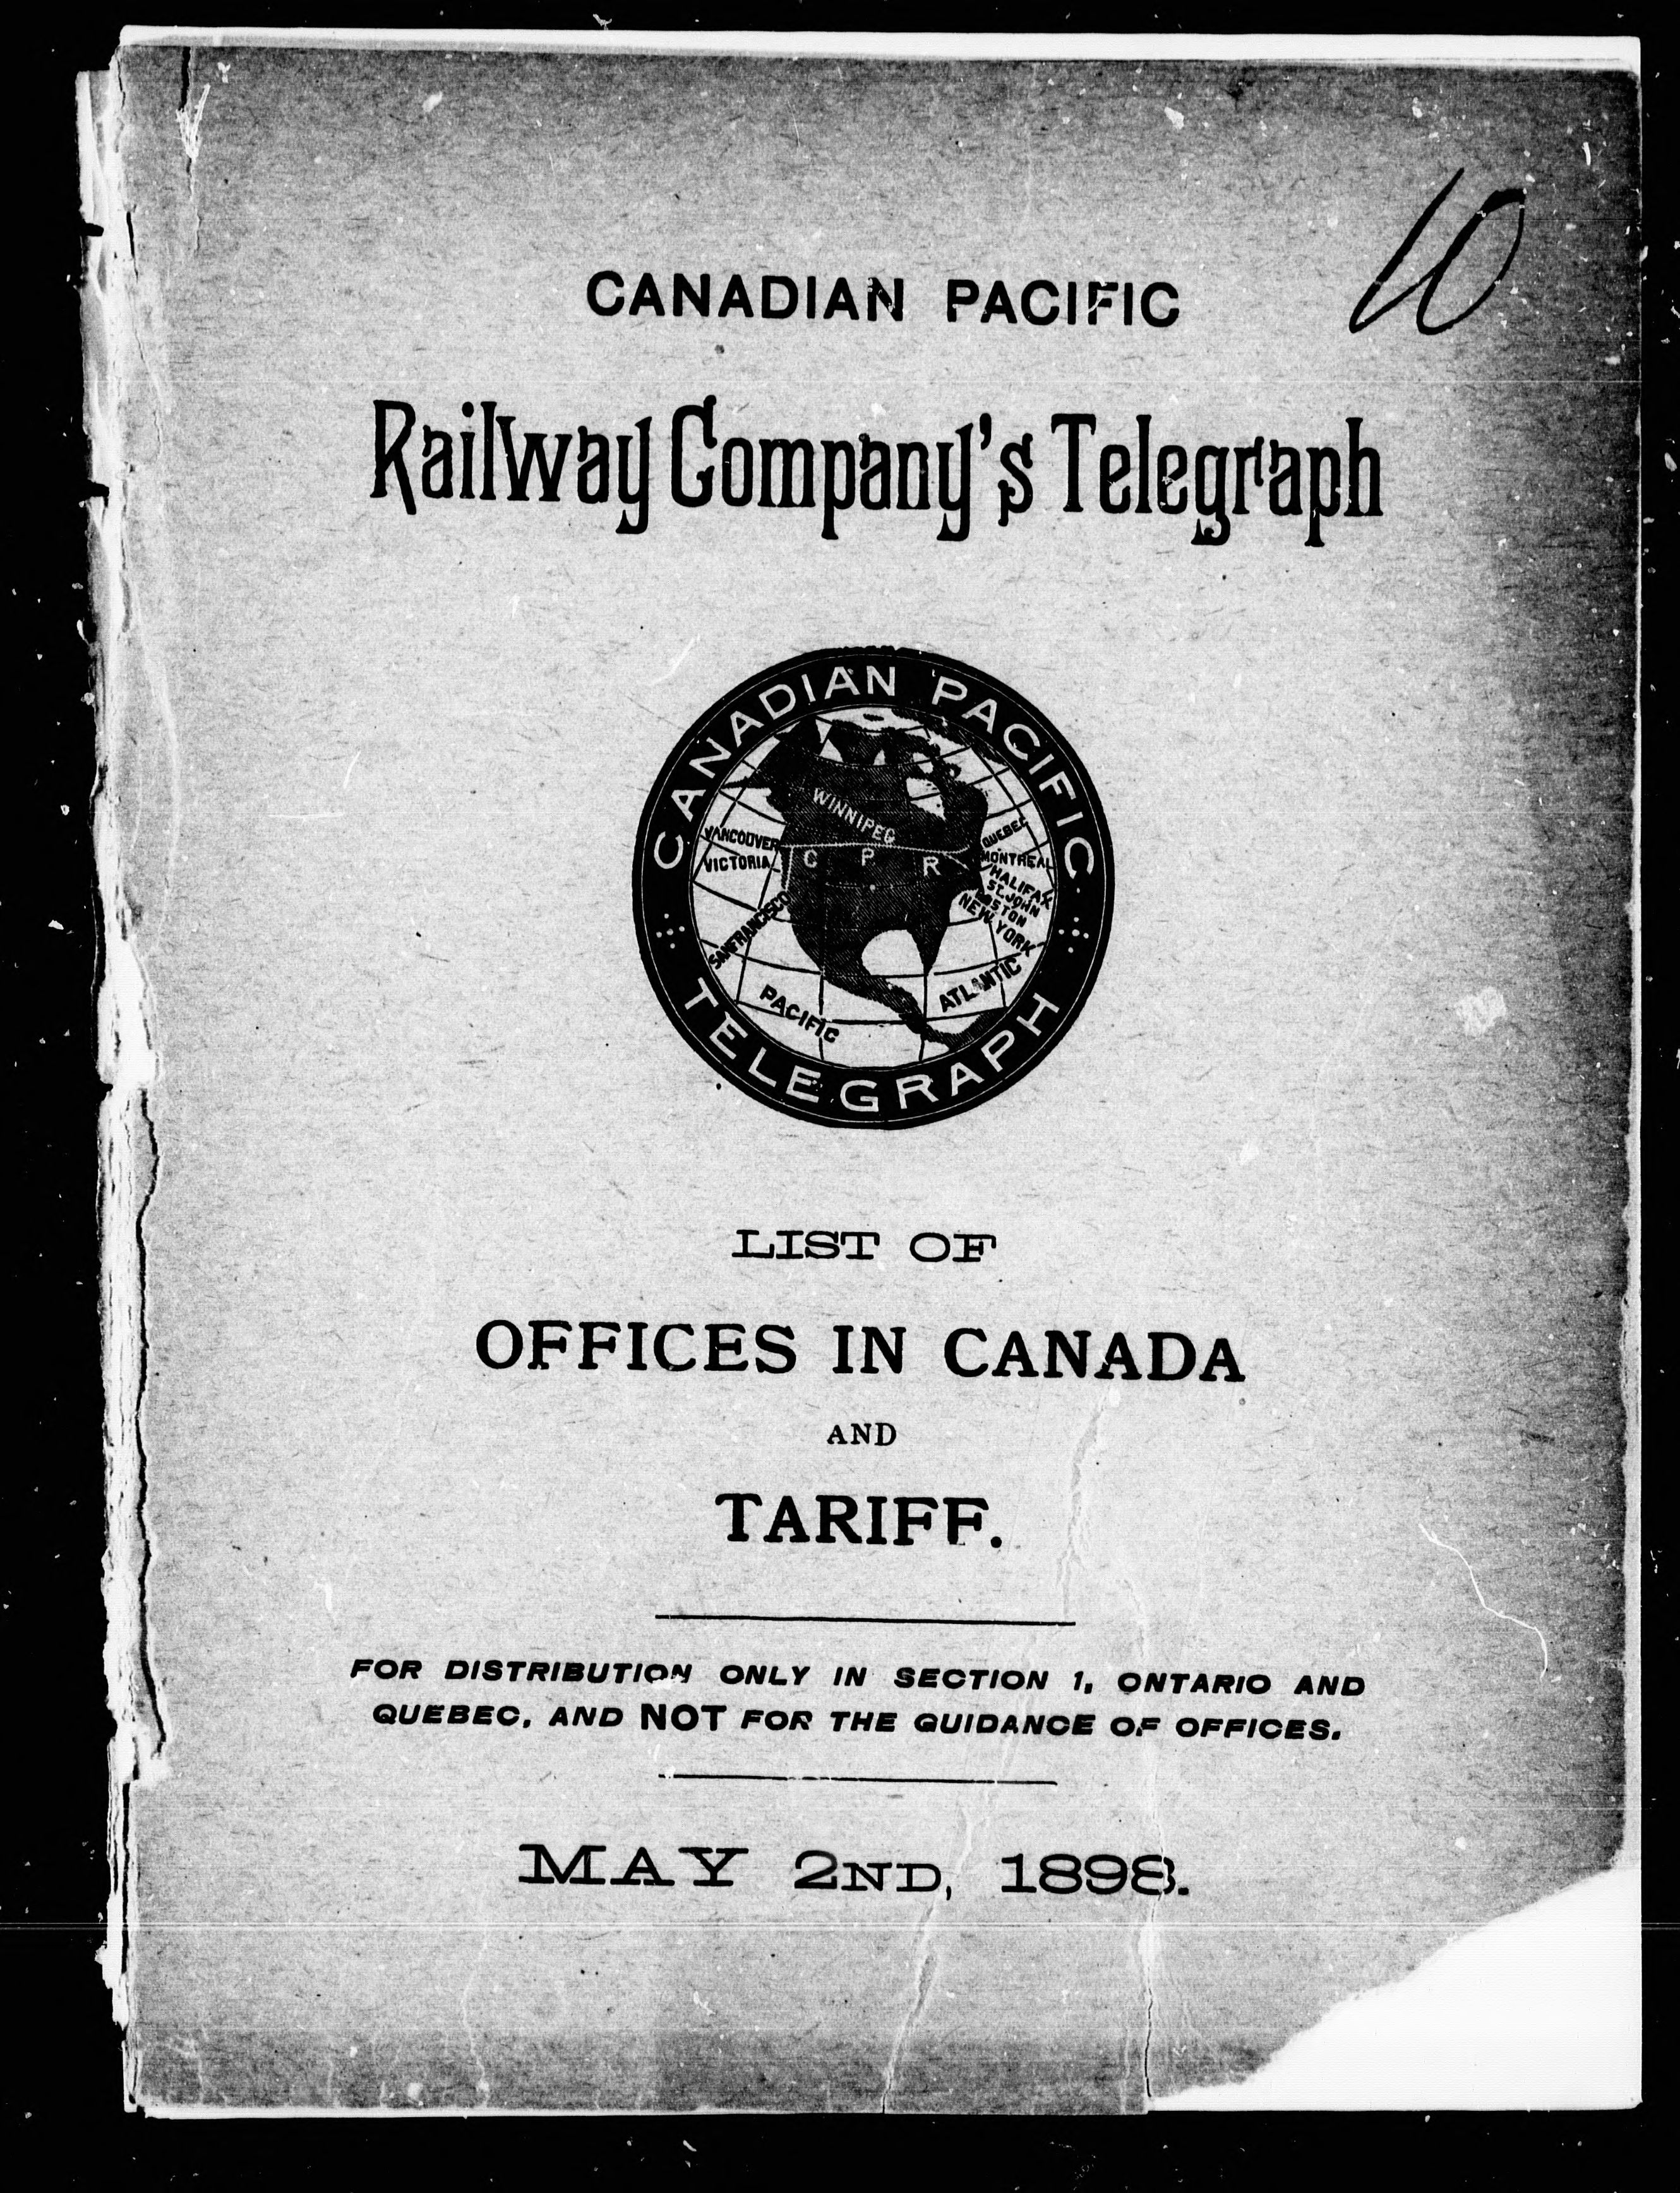 10
CANADIAN PACIFIC
Railway Company's Telegraph
CANADIAN PACIFIC
WINNIPEG
VANCOUVER
VICTORIA
C P R
QUEBEC
MONTREAL
HALIFAX
ST. JOHN
BOSTON
NEW YORK
SANFRANCISCO
PACIFIC
ATLANTIC
TELEGRAPH
LIST OF
OFFICES IN CANADA
AND
TARIFF.
FOR DISTRIBUTION ONLY IN SECTION 1, ONTARIO AND
QUEBEC, AND NOT FOR THE GUIDANCE OF OFFICES.
MAY 2ND, 1898.